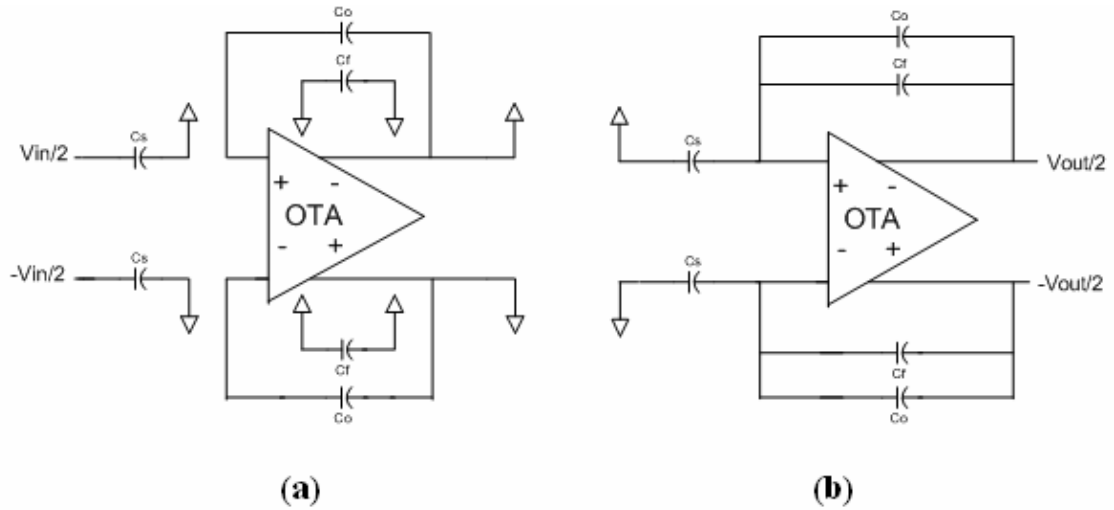 Co
Cf
Cs
Vin/2
+ -
OTA
- +
-Vin/2
Cs
Cf
Co
(a)
Co
Cf
Cs
Vout/2
+ -
OTA
- +
Cs
-Vout/2
Cf
Co
(b)